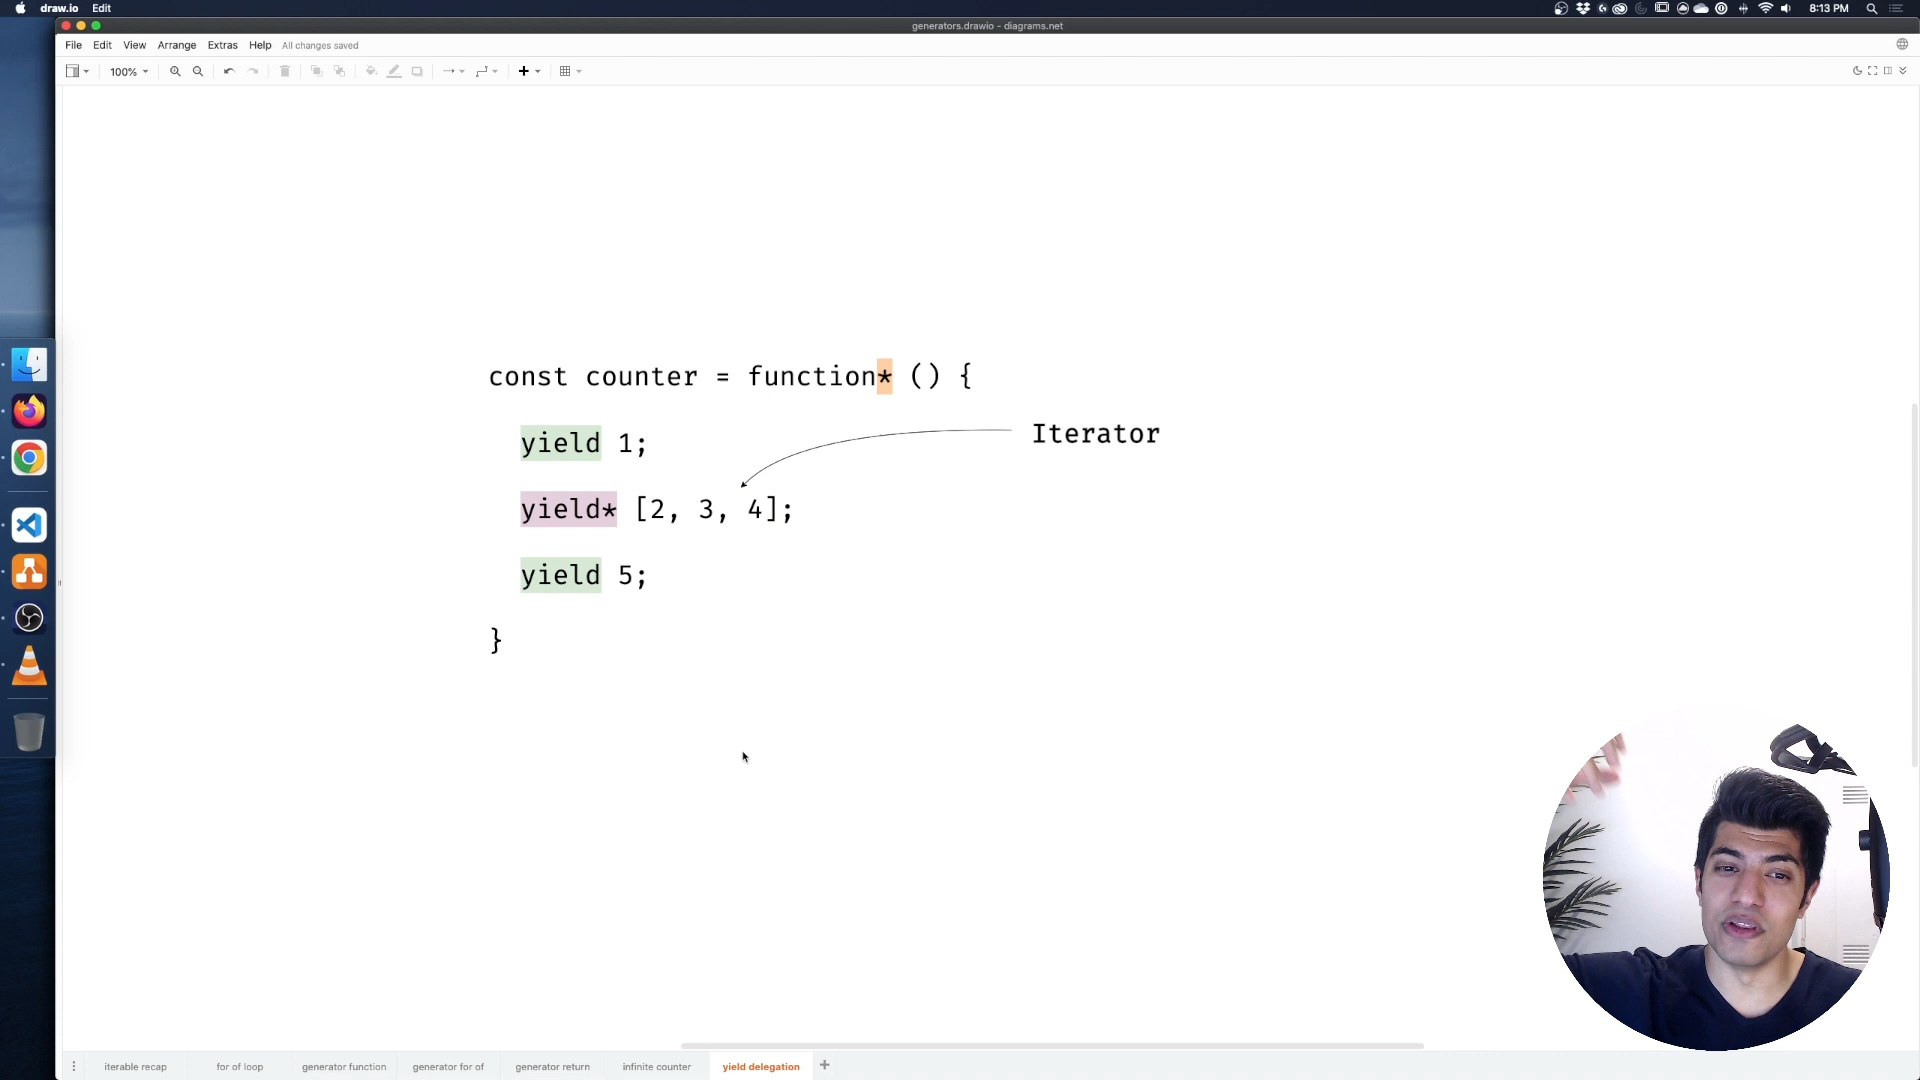 draw.io Edit 8:13 PM
generators.drawio - diagrams.net
File Edit View Arrange Extras Help All changes saved
100%
const counter = function* () {
yield 1;
Iterator
yield* [2, 3, 4];
yield 5;
}
iterable recap for of loop generator function generator for of generator return infinite counter yield delegation